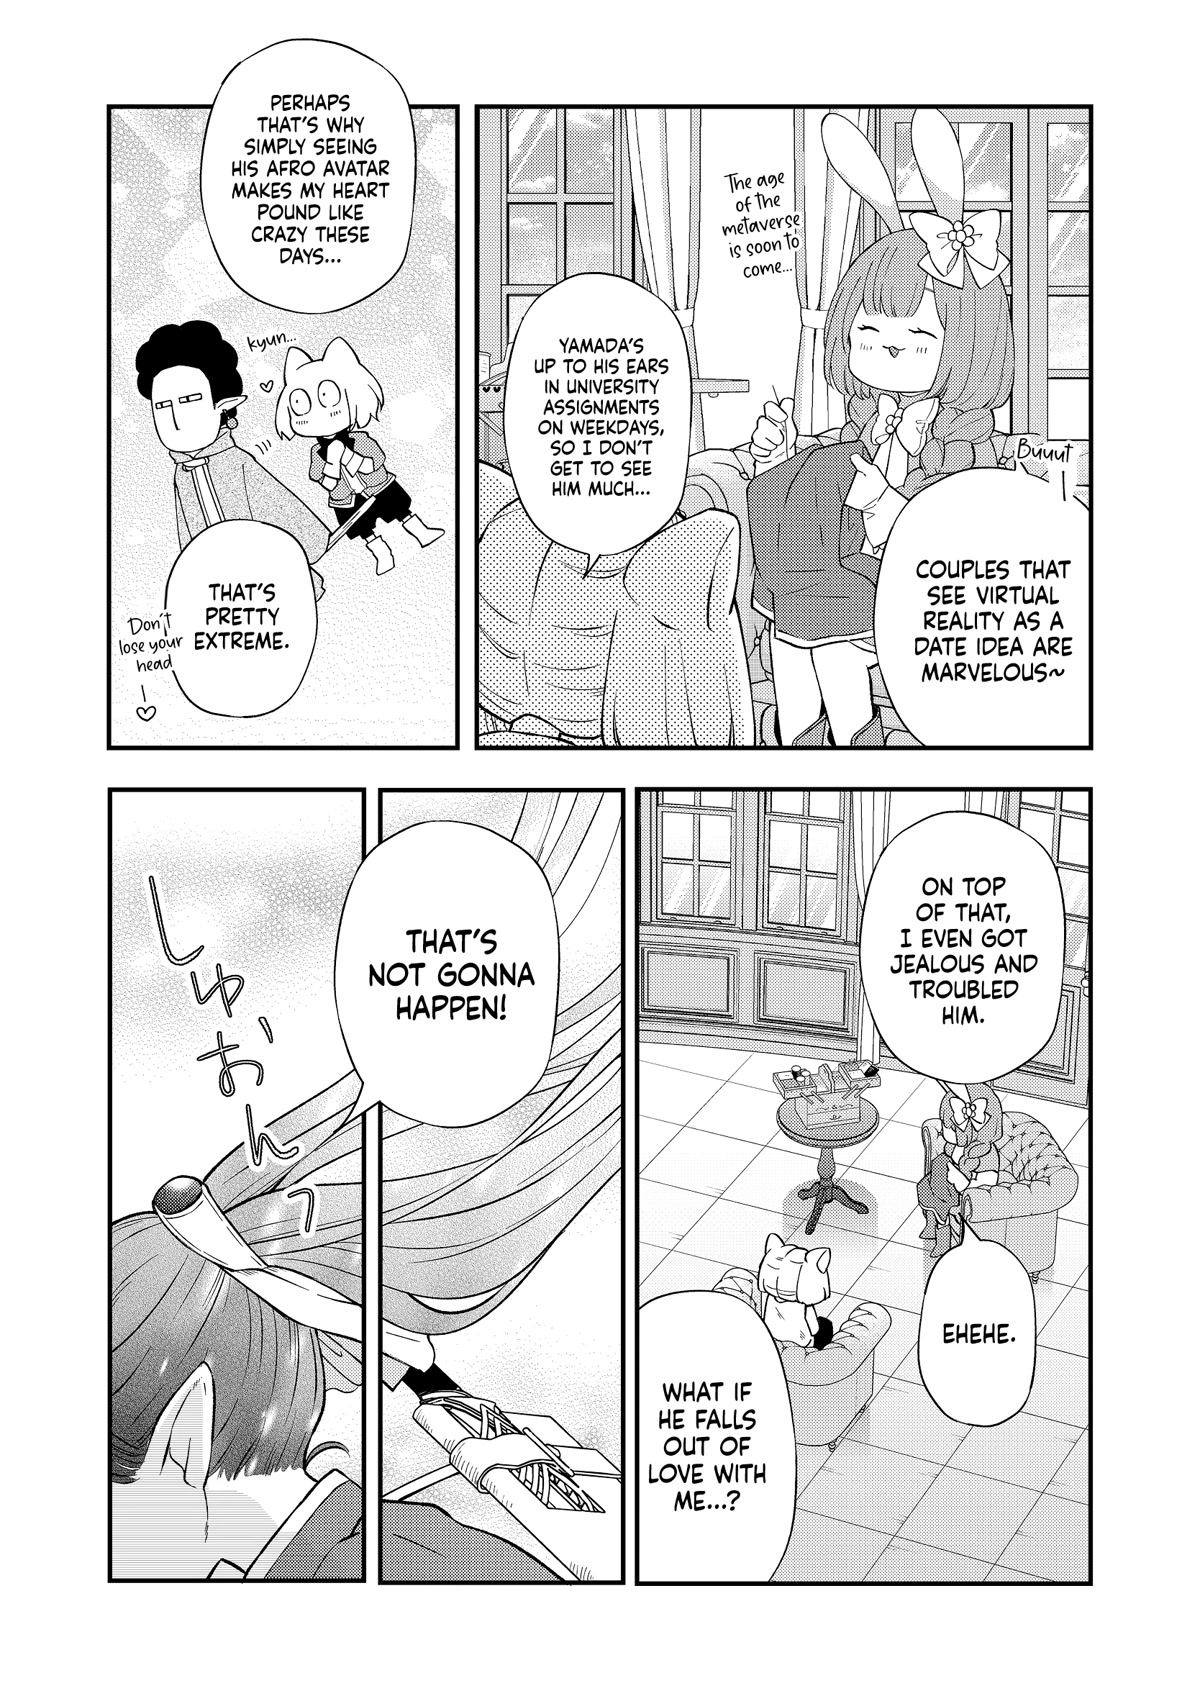 The age
of the
metaverse
is soon to
come...
Buuut
COUPLES THAT
SEE VIRTUAL
REALITY AS A
DATE IDEA ARE
MARVELOUS~
YAMADA'S
UP TO HIS EARS
IN UNIVERSITY
ASSIGNMENTS
ON WEEKDAYS,
SO I DON'T
GET TO SEE
HIM MUCH...
PERHAPS
THAT'S WHY
SIMPLY SEEING
HIS AFRO AVATAR
MAKES MY HEART
POUND LIKE
CRAZY THESE
DAYS...
kyun...
THAT'S
PRETTY
EXTREME.
Don't
lose your
head
ON TOP
OF THAT,
I EVEN GOT
JEALOUS AND
TROUBLED
HIM.
EHEHE.
WHAT IF
HE FALLS
OUT OF
LOVE WITH
ME...?
THAT'S
NOT GONNA
HAPPEN!
しゅおんっ